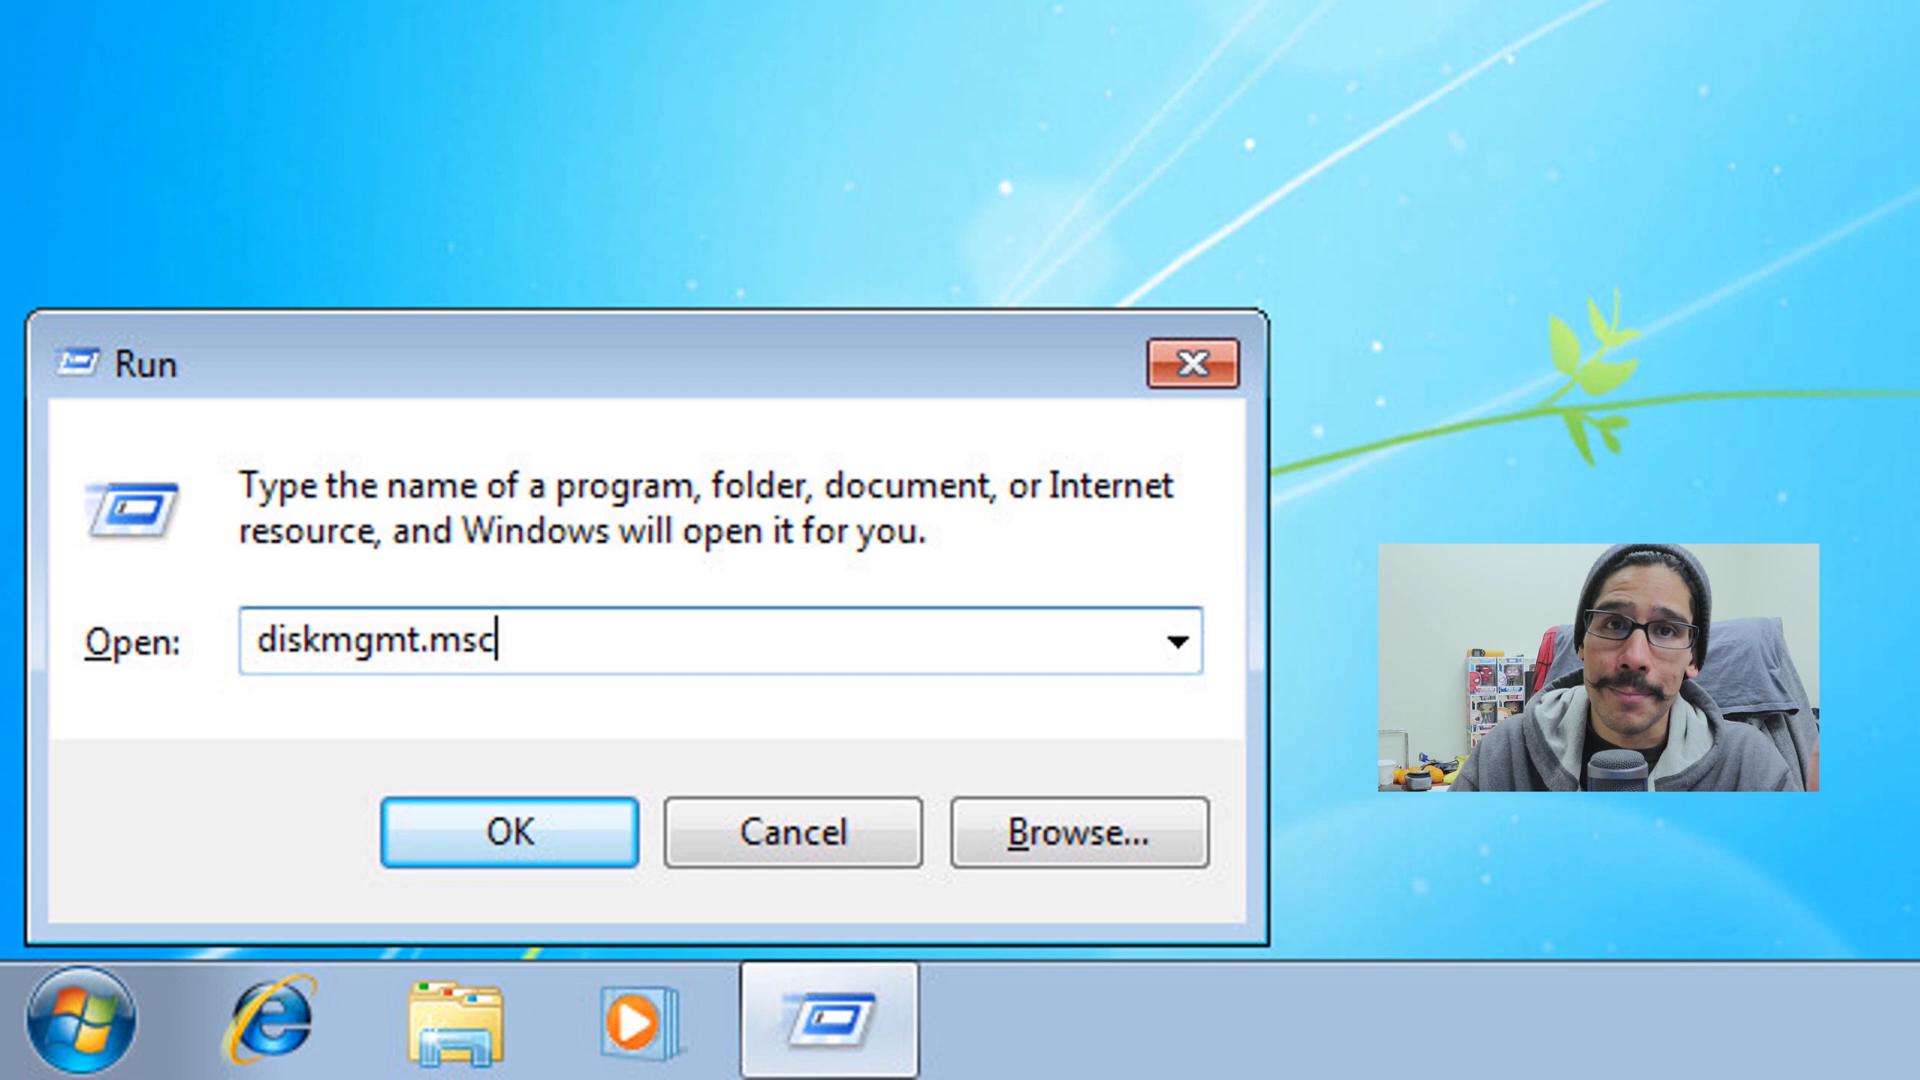 Run
Type the name of a program, folder, document, or Internet
resource, and Windows will open it for you.
Open: diskmgmt.msc
OK Cancel Browse...